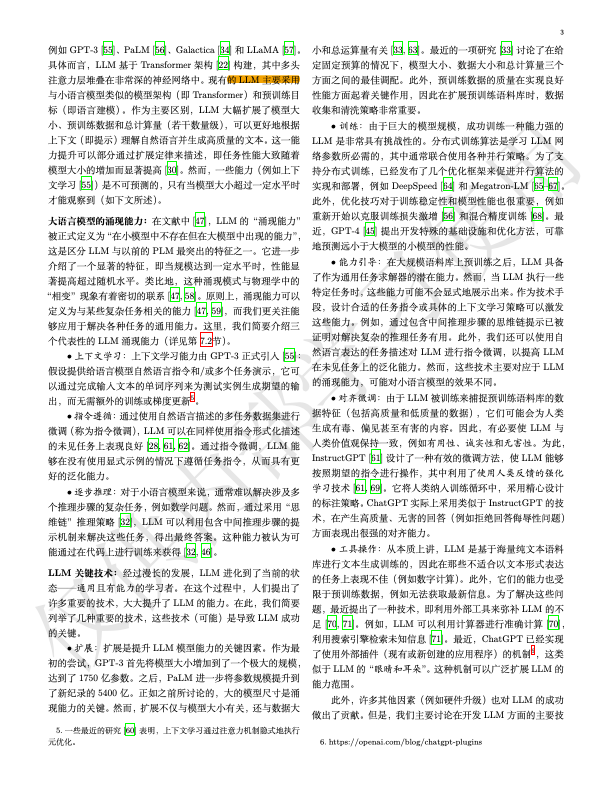 3
例如 GPT-3 [55]、PaLM [56]、Galactica [34] 和 LLaMA [57]。
具体而言,LLM 基于 Transformer 架构 [22] 构建,其中多头
注意力层堆叠在非常深的神经网络中。现有的 LLM 主要采用
与小语言模型类似的模型架构(即 Transformer)和预训练目
标(即语言建模)。作为主要区别,LLM 大幅扩展了模型大
小、预训练数据和总计算量(若干数量级),可以更好地根据
上下文(即提示)理解自然语言并生成高质量的文本。这一能
力提升可以部分通过扩展定律来描述,即任务性能大致随着
模型大小的增加而显著提高 [30]。然而,一些能力(例如上下
文学习 [55])是不可预测的,只有当模型大小超过一定水平时
才能观察到(如下文所述)。
大语言模型的涌现能力:在文献中 [47],LLM 的 “涌现能力”
被正式定义为 “在小模型中不存在但在大模型中出现的能力”,
这是区分 LLM 与以前的 PLM 最突出的特征之一。它进一步
介绍了一个显著的特征,即当规模达到一定水平时,性能显
著提高超过随机水平。类比地,这种涌现模式与物理学中的
“相变” 现象有着密切的联系 [47, 58]。原则上,涌现能力可以
定义为与某些复杂任务相关的能力 [47, 59],而我们更关注能
够应用于解决各种任务的通用能力。这里,我们简要介绍三
个代表性的 LLM 涌现能力(详见第 7.2节)。
• 上下文学习:上下文学习能力由 GPT-3 正式引入 [55]:
假设提供给语言模型自然语言指令和/或多个任务演示,它可
以通过完成输入文本的单词序列来为测试实例生成期望的输
出,而无需额外的训练或梯度更新5。
• 指令遵循:通过使用自然语言描述的多任务数据集进行
微调(称为指令微调),LLM 可以在同样使用指令形式化描述
的未见任务上表现良好 [28, 61, 62]。通过指令微调,LLM 能
够在没有使用显式示例的情况下遵循任务指令,从而具有更
好的泛化能力。
• 逐步推理:对于小语言模型来说,通常难以解决涉及多
个推理步骤的复杂任务,例如数学问题。然而,通过采用 “思
维链” 推理策略 [32],LLM 可以利用包含中间推理步骤的提
示机制来解决这些任务,得出最终答案。这种能力被认为可
能通过在代码上进行训练来获得 [32, 46]。
LLM 关键技术:经过漫长的发展,LLM 进化到了当前的状
态——通用且有能力的学习者。在这个过程中,人们提出了
许多重要的技术,大大提升了 LLM 的能力。在此,我们简要
列举了几种重要的技术,这些技术(可能)是导致 LLM 成功
的关键。
• 扩展:扩展是提升 LLM 模型能力的关键因素。作为最
初的尝试,GPT-3 首先将模型大小增加到了一个极大的规模,
达到了 1750 亿参数。之后,PaLM 进一步将参数规模提升到
了新纪录的 5400 亿。正如之前所讨论的,大的模型尺寸是涌
现能力的关键。然而,扩展不仅与模型大小有关,还与数据大
5. 一些最近的研究 [60] 表明,上下文学习通过注意力机制隐式地执行
元优化。
小和总运算量有关 [33, 63]。最近的一项研究 [33] 讨论了在给
定固定预算的情况下,模型大小、数据大小和总计算量三个
方面之间的最佳调配。此外,预训练数据的质量在实现良好
性能方面起着关键作用,因此在扩展预训练语料库时,数据
收集和清洗策略非常重要。
• 训练:由于巨大的模型规模,成功训练一种能力强的
LLM 是非常具有挑战性的。分布式训练算法是学习 LLM 网
络参数所必需的,其中通常联合使用各种并行策略。为了支
持分布式训练,已经发布了几个优化框架来促进并行算法的
实现和部署,例如 DeepSpeed [64] 和 Megatron-LM [65–67]。
此外,优化技巧对于训练稳定性和模型性能也很重要,例如
重新开始以克服训练损失激增 [56] 和混合精度训练 [68]。最
近,GPT-4 [45] 提出开发特殊的基础设施和优化方法,可靠
地预测远小于大模型的小模型的性能。
• 能力引导:在大规模语料库上预训练之后,LLM 具备
了作为通用任务求解器的潜在能力。然而,当 LLM 执行一些
特定任务时,这些能力可能不会显式地展示出来。作为技术手
段,设计合适的任务指令或具体的上下文学习策略可以激发
这些能力。例如,通过包含中间推理步骤的思维链提示已被
证明对解决复杂的推理任务有用。此外,我们还可以使用自
然语言表达的任务描述对 LLM 进行指令微调,以提高 LLM
在未见任务上的泛化能力。然而,这些技术主要对应于 LLM
的涌现能力,可能对小语言模型的效果不同。
• 对齐微调:由于 LLM 被训练来捕捉预训练语料库的数
据特征(包括高质量和低质量的数据),它们可能会为人类
生成有毒、偏见甚至有害的内容。因此,有必要使 LLM 与
人类价值观保持一致,例如有用性、诚实性和无害性。为此,
InstructGPT [61] 设计了一种有效的微调方法,使 LLM 能够
按照期望的指令进行操作,其中利用了使用人类反馈的强化
学习技术 [61, 69]。它将人类纳入训练循环中,采用精心设计
的标注策略。ChatGPT 实际上采用类似于 InstructGPT 的技
术,在产生高质量、无害的回答(例如拒绝回答侮辱性问题)
方面表现出很强的对齐能力。
• 工具操作:从本质上讲,LLM 是基于海量纯文本语料
库进行文本生成训练的,因此在那些不适合以文本形式表达
的任务上表现不佳(例如数字计算)。此外,它们的能力也受
限于预训练数据,例如无法获取最新信息。为了解决这些问
题,最近提出了一种技术,即利用外部工具来弥补 LLM 的不
足 [70, 71]。例如,LLM 可以利用计算器进行准确计算 [70],
利用搜索引擎检索未知信息 [71]。最近,ChatGPT 已经实现
了使用外部插件(现有或新创建的应用程序)的机制6,这类
似于 LLM 的 “眼睛和耳朵”。这种机制可以广泛扩展 LLM 的
能力范围。
此外,许多其他因素(例如硬件升级)也对 LLM 的成功
做出了贡献。但是,我们主要讨论在开发 LLM 方面的主要技
6. https://openai.com/blog/chatgpt-plugins